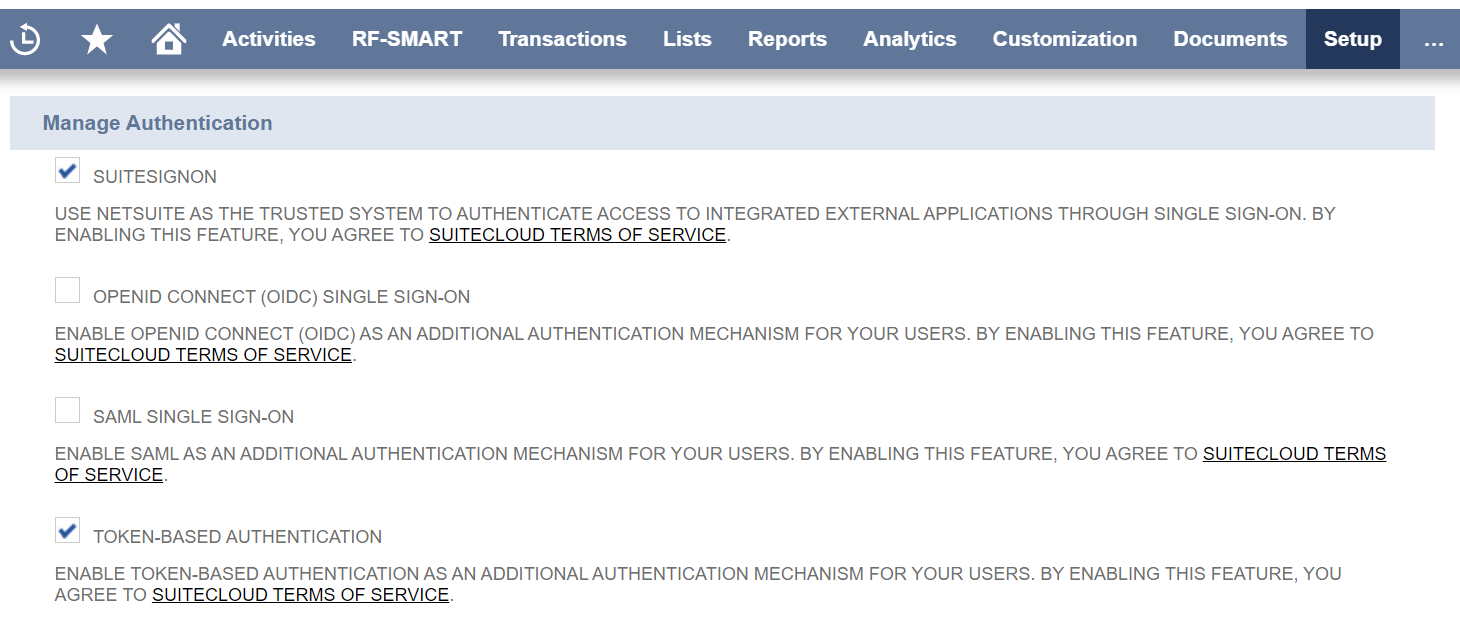 Activities RF-SMART Transactions Lists Reports Analytics Customization Documents Setup ...
Manage Authentication
SUITESIGNON
USE NETSUITE AS THE TRUSTED SYSTEM TO AUTHENTICATE ACCESS TO INTEGRATED EXTERNAL APPLICATIONS THROUGH SINGLE SIGN-ON. BY
ENABLING THIS FEATURE, YOU AGREE TO SUITECLOUD TERMS OF SERVICE.
OPENID CONNECT (OIDC) SINGLE SIGN-ON
ENABLE OPENID CONNECT (OIDC) AS AN ADDITIONAL AUTHENTICATION MECHANISM FOR YOUR USERS. BY ENABLING THIS FEATURE, YOU AGREE TO
SUITECLOUD TERMS OF SERVICE.
SAML SINGLE SIGN-ON
ENABLE SAML AS AN ADDITIONAL AUTHENTICATION MECHANISM FOR YOUR USERS. BY ENABLING THIS FEATURE, YOU AGREE TO SUITECLOUD TERMS
OF SERVICE.
TOKEN-BASED AUTHENTICATION
ENABLE TOKEN-BASED AUTHENTICATION AS AN ADDITIONAL AUTHENTICATION MECHANISM FOR YOUR USERS. BY ENABLING THIS FEATURE, YOU
AGREE TO SUITECLOUD TERMS OF SERVICE.